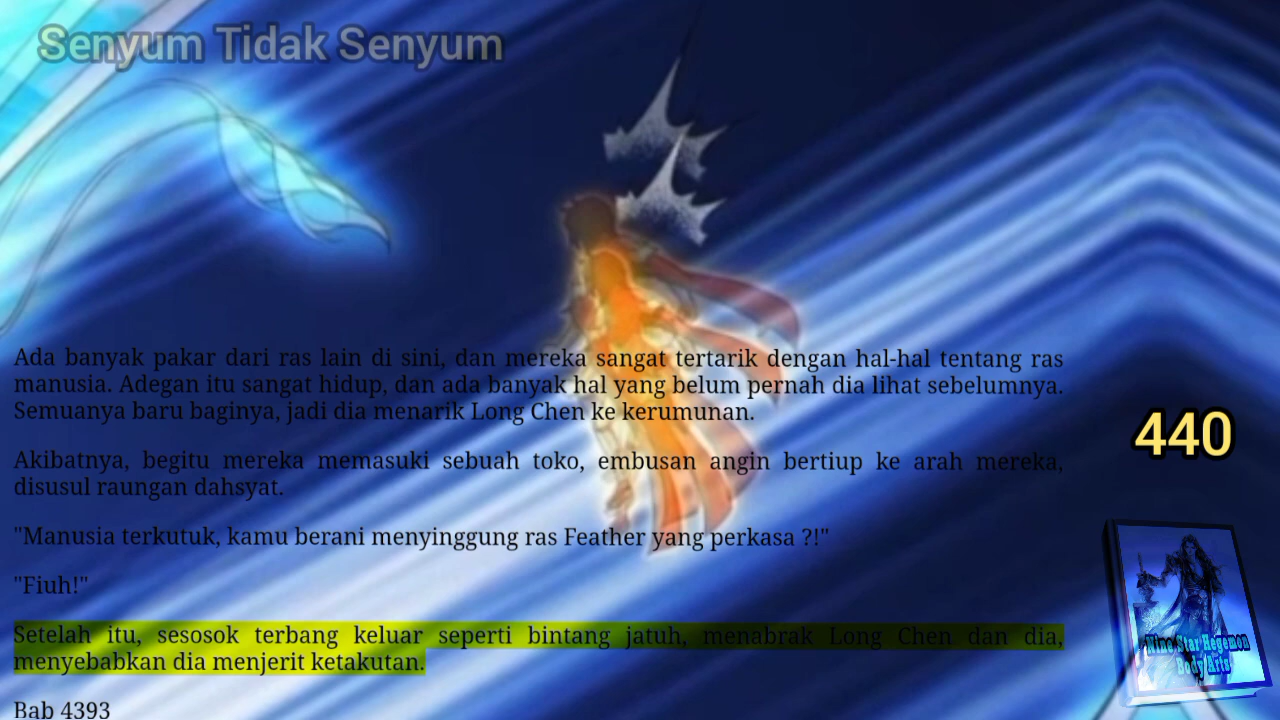 Senyum Tidak Senyum
Ada banyak pakar dari ras lain di sini, dan mereka sangat tertarik dengan hal-hal tentang ras
manusia. Adegan itu sangat hidup, dan ada banyak hal yang belum pernah dia lihat sebelumnya.
Semuanya baru baginya, jadi dia menarik Long Chen ke kerumunan.
Akibatnya, begitu mereka memasuki sebuah toko, embusan angin bertiup ke arah mereka,
disusul raungan dahsyat.
"Manusia terkutuk, kamu berani menyinggung ras Feather yang perkasa ?!"
"Fiuh!"
Setelah itu, sesosok terbang keluar seperti bintang jatuh, menabrak Long Chen dan dia,
menyebabkan dia menjerit ketakutan.
Bab 4393
440
Nine Star Hegemon
Body Arts